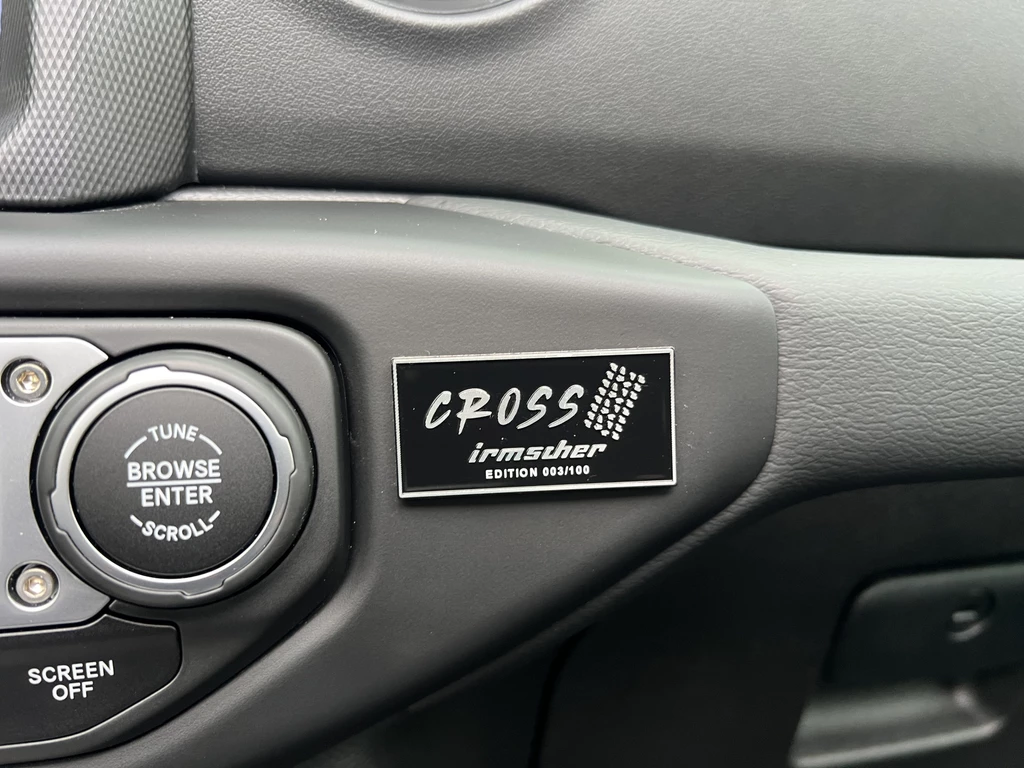 TUNE
BROWSE
ENTER
SCROLL
SCREEN
OFF
CROSS
irmscher
EDITION 003/100